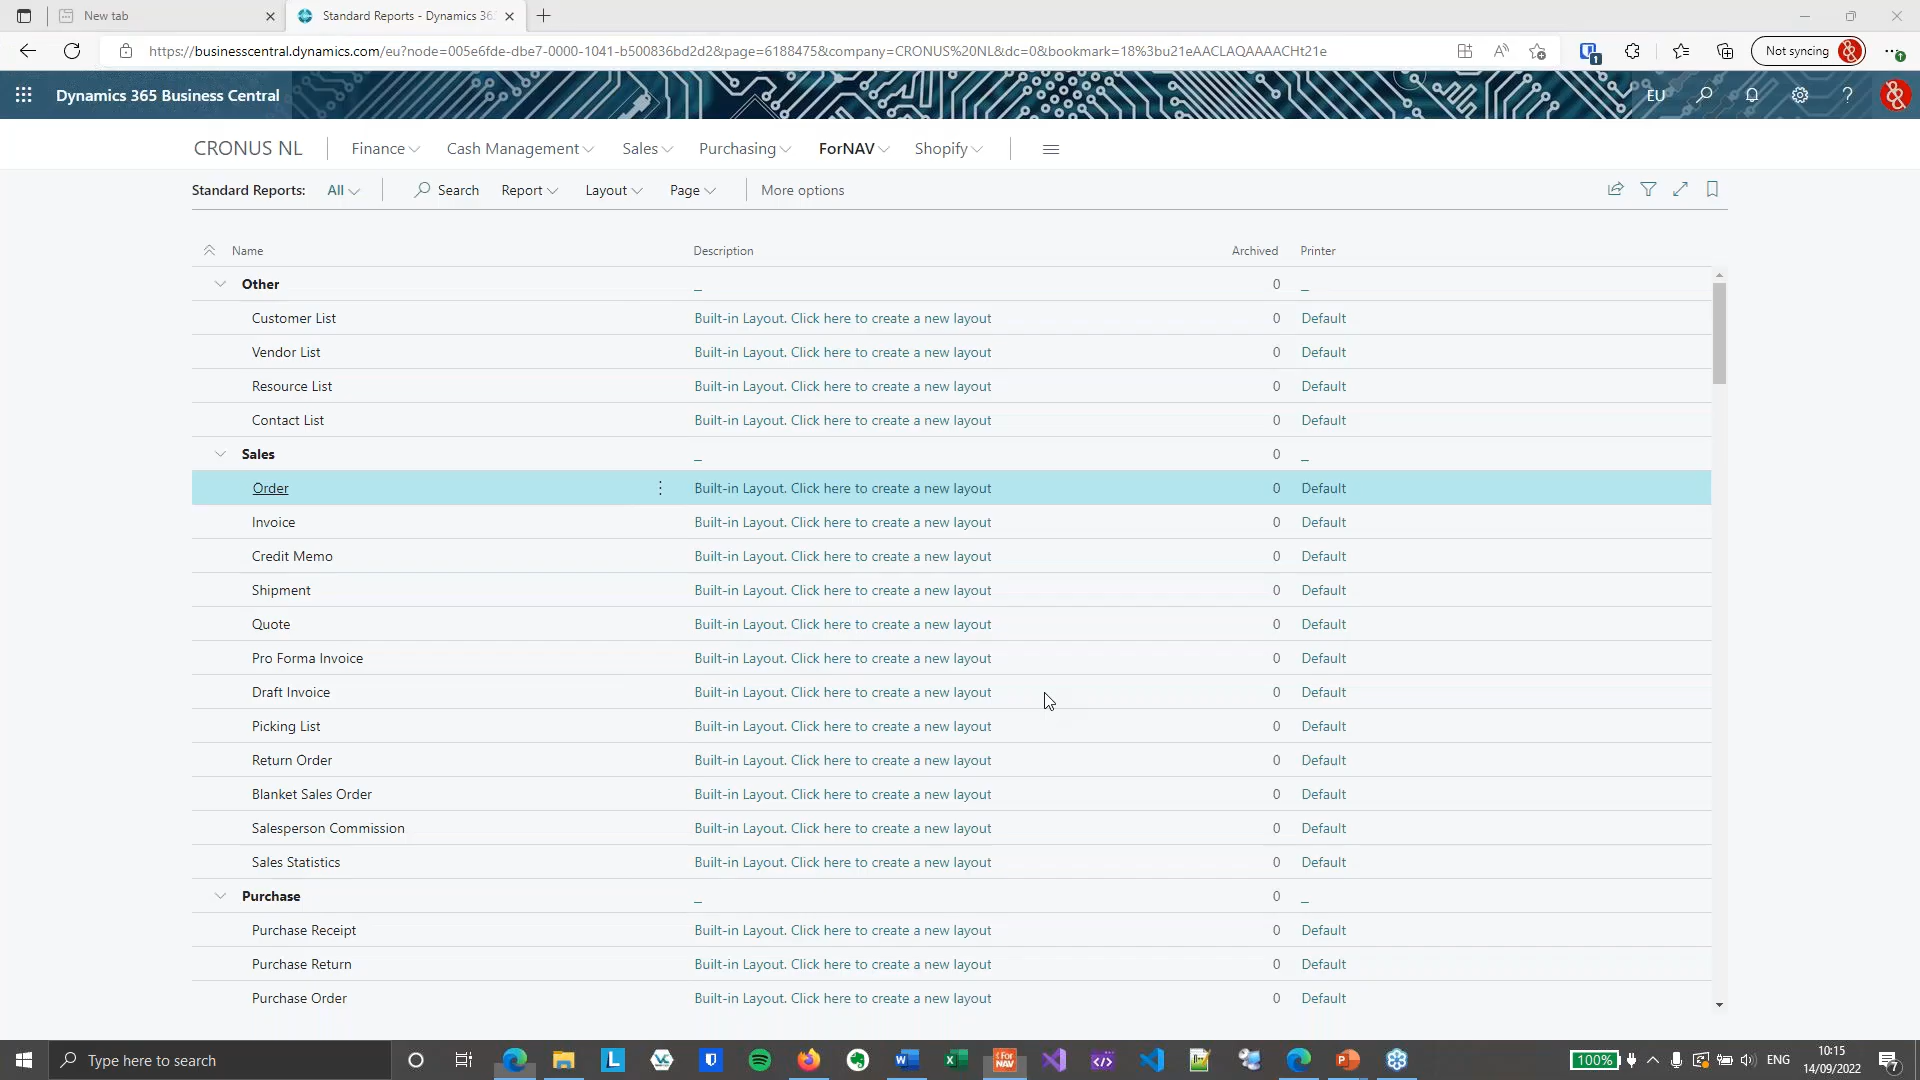 New tab
Standard Reports - Dynamics 36
https://businesscentral.dynamics.com/eu?node=005e6fde-dbe7-0000-1041-b500836bd2d2&page=6188475&company=CRONUS%20NL&dc=0&bookmark=18%3bu21eAACLAQAAAACHt21e
1
Not syncing
Dynamics 365 Business Central
EU
CRONUS NL
Finance Cash Management Sales Purchasing ForNAV Shopify
Standard Reports: All Search Report Layout Page More options
Name Description Archived Printer
Other _ 0 _
Customer List Built-in Layout. Click here to create a new layout 0 Default
Vendor List Built-in Layout. Click here to create a new layout 0 Default
Resource List Built-in Layout. Click here to create a new layout 0 Default
Contact List Built-in Layout. Click here to create a new layout 0 Default
Sales _ 0 _
Order Built-in Layout. Click here to create a new layout 0 Default
Invoice Built-in Layout. Click here to create a new layout 0 Default
Credit Memo Built-in Layout. Click here to create a new layout 0 Default
Shipment Built-in Layout. Click here to create a new layout 0 Default
Quote Built-in Layout. Click here to create a new layout 0 Default
Pro Forma Invoice Built-in Layout. Click here to create a new layout 0 Default
Draft Invoice Built-in Layout. Click here to create a new layout 0 Default
Picking List Built-in Layout. Click here to create a new layout 0 Default
Return Order Built-in Layout. Click here to create a new layout 0 Default
Blanket Sales Order Built-in Layout. Click here to create a new layout 0 Default
Salesperson Commission Built-in Layout. Click here to create a new layout 0 Default
Sales Statistics Built-in Layout. Click here to create a new layout 0 Default
Purchase _ 0 _
Purchase Receipt Built-in Layout. Click here to create a new layout 0 Default
Purchase Return Built-in Layout. Click here to create a new layout 0 Default
Purchase Order Built-in Layout. Click here to create a new layout 0 Default
Type here to search
For NAV
100%
ENG
10:15
14/09/2022
7